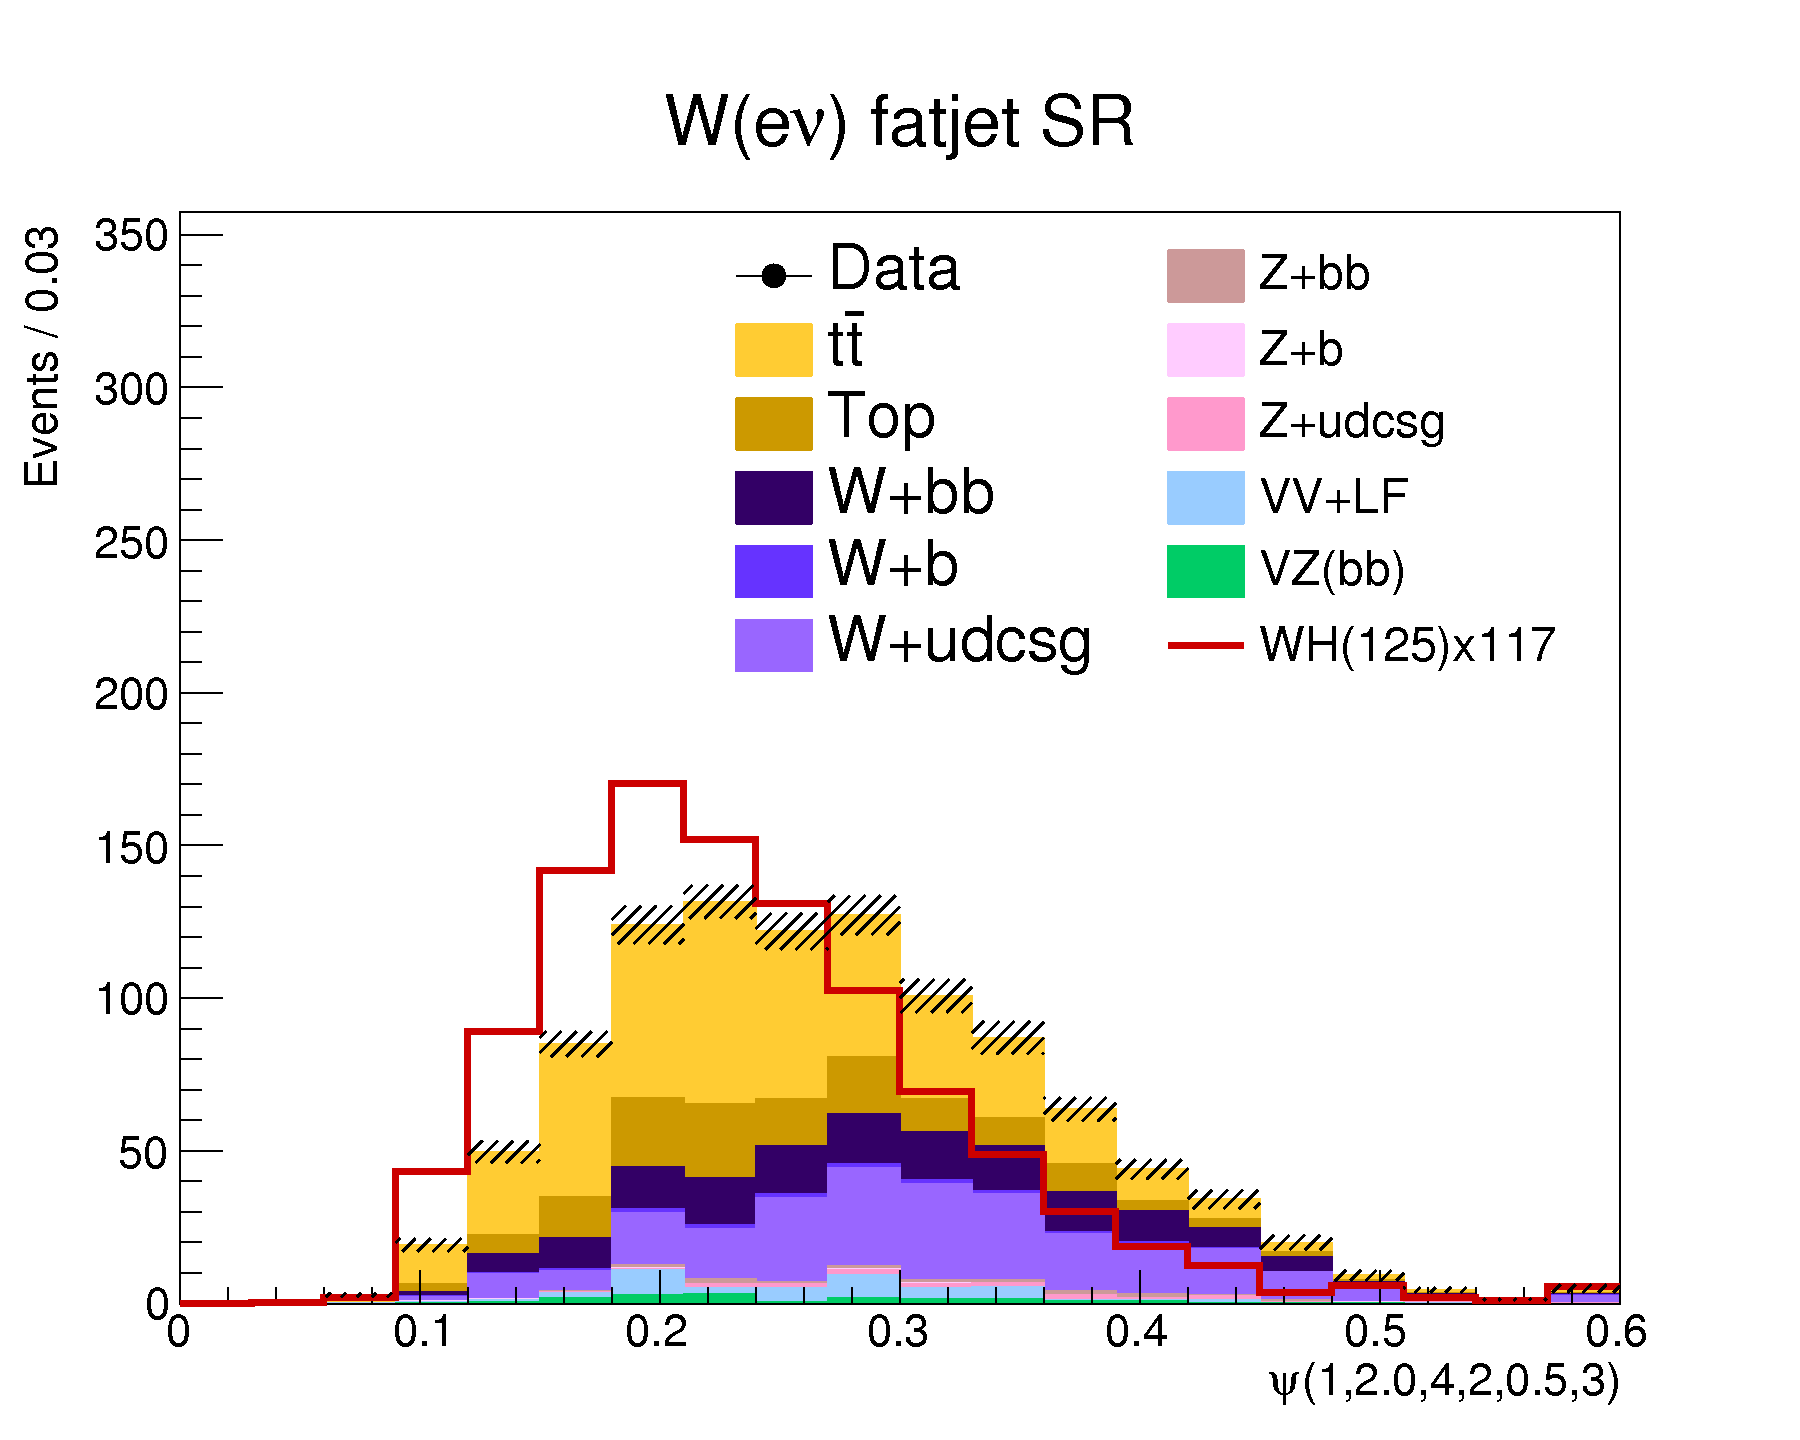 W(eν) fatjet SR
Events / 0.03
350
300
250
200
150
100
50
0
Data
tt̄
Top
W+bb
W+b
W+udcsg
Z+bb
Z+b
Z+udcsg
VV+LF
VZ(bb)
WH(125)x117
0 0.1 0.2 0.3 0.4 0.5 0.6
ψ(1,2.0,4,2,0.5,3)